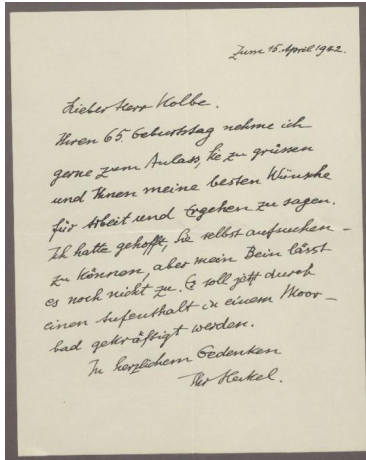 Zum 15. April 1942.
Lieber Herr Kolbe.
Ihren 65. Geburtstag nehme ich
gerne zum Anlass, Sie zu grüssen
und Ihnen meine besten Wünsche
für Arbeit und Ergehen zu sagen.
Ich hatte gehofft, Sie selbst aufsuchen –
zu können, aber mein Bein lässt
es noch nicht zu. Es soll jetzt durch
einen Aufenthalt in einem Moor –
bad gekräftigt werden.
In herzlichem Gedenken
Ihr Heckel.